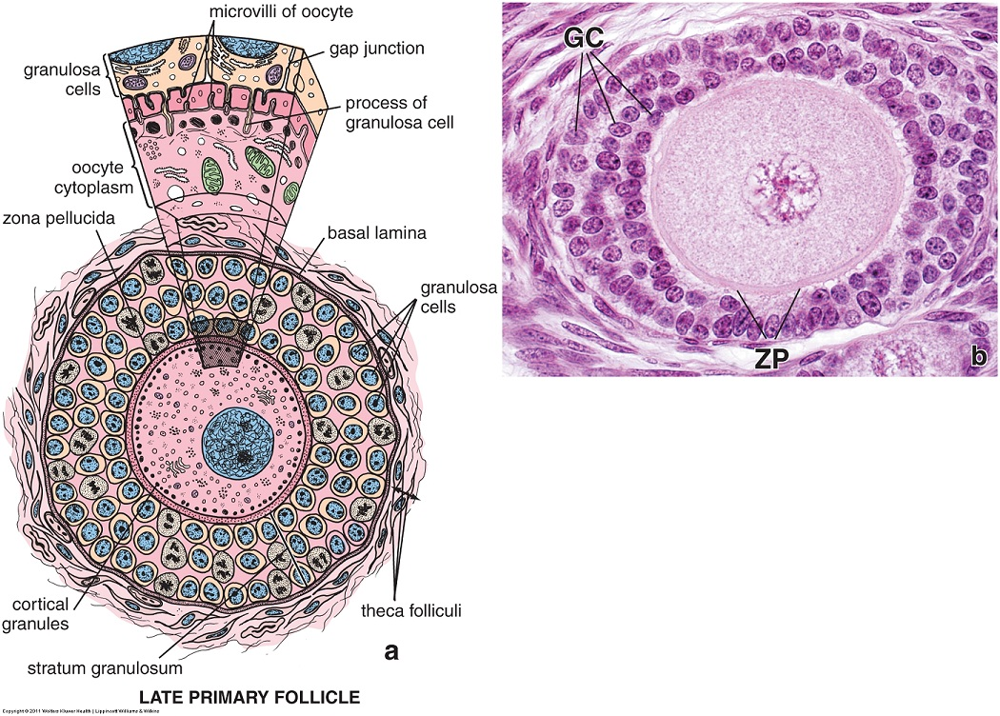 microvilli of oocyte
gap junction
granulosa
cells
process of
granulosa cell
oocyte
cytoplasm
zona pellucida
basal lamina
granulosa
cells
cortical
granules
theca folliculi
stratum granulosum
a
LATE PRIMARY FOLLICLE
Copyright © 2011 Wolters Kluwer Health | Lippincott Williams & Wilkins
GC
ZP
b